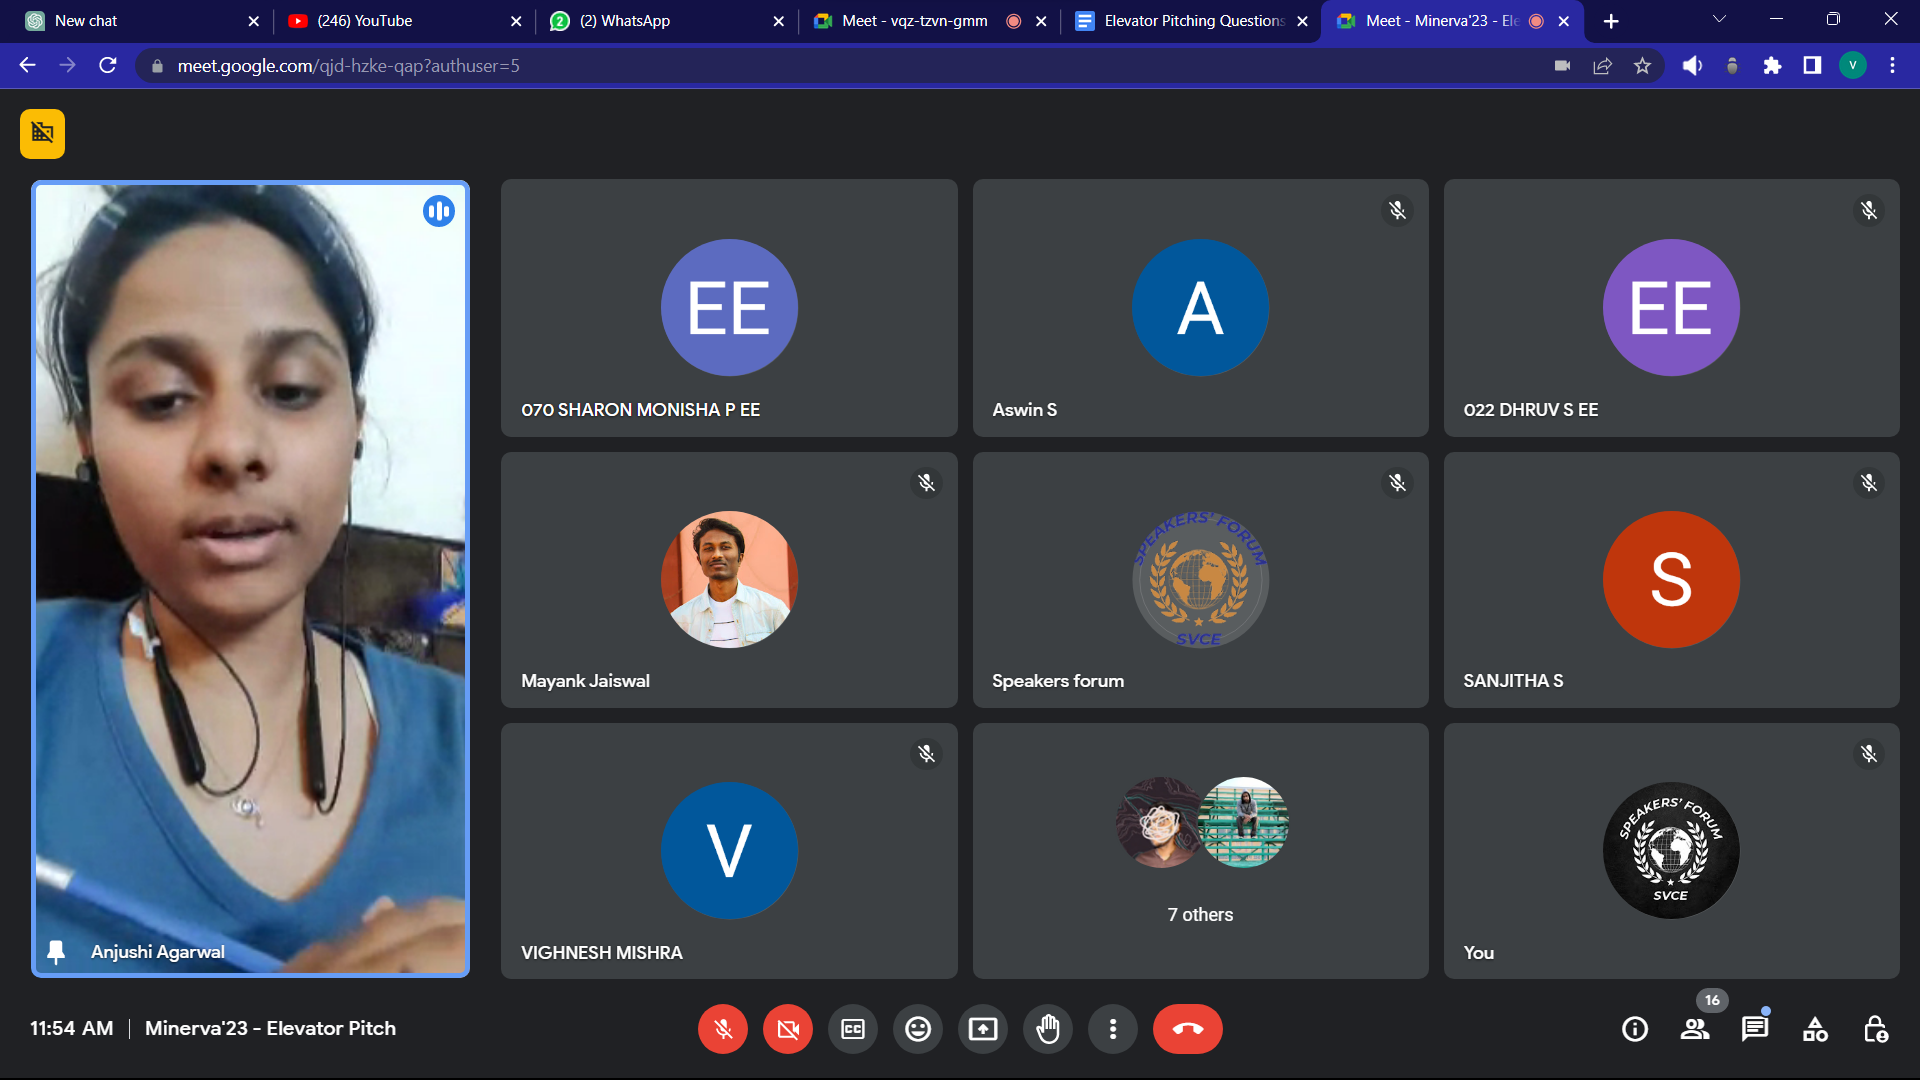 New chat
(246) YouTube
2
(2) WhatsApp
Meet - vqz-tzvn-gmm
Elevator Pitching Questions
Meet - Minerva'23 - Ele
meet.google.com/qjd-hzke-qap?authuser=5
V
EE
070 SHARON MONISHA P EE
A
Aswin S
EE
022 DHRUV S EE
Mayank Jaiswal
SPEAKERS' FORUM
SVCE
Speakers forum
S
SANJITHA S
Anjushi Agarwal
V
VIGHNESH MISHRA
7 others
SPEAKERS' FORUM
SVCE
You
11:54 AM | Minerva'23 - Elevator Pitch
CC
16